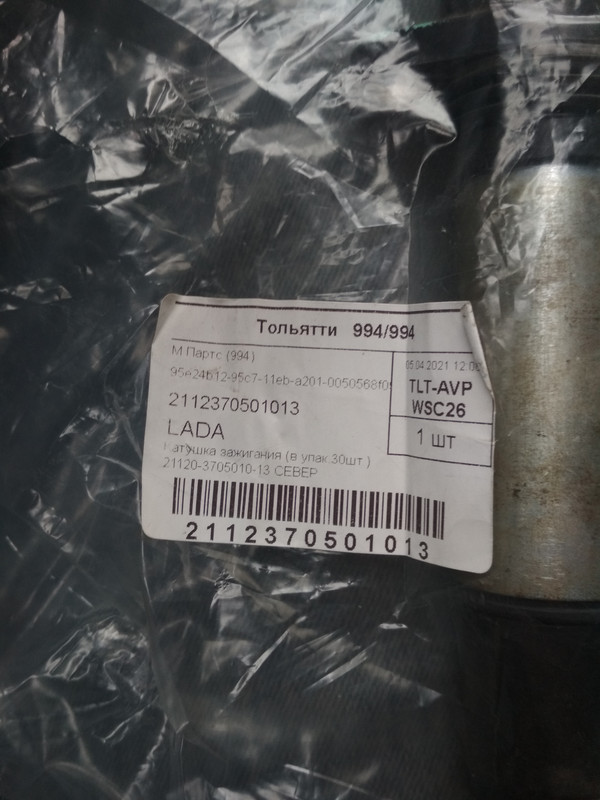 Тольятти 994/994
М Партс (994)
05.04.2021 12:00
95e24b12-95c7-11eb-a201-0050568f0
TLT-AVP
WSC26
2112370501013
LADA
1 шт
Катушка зажигания (в упак.30шт.)
21120-3705010-13 СЕВЕР
2112370501013